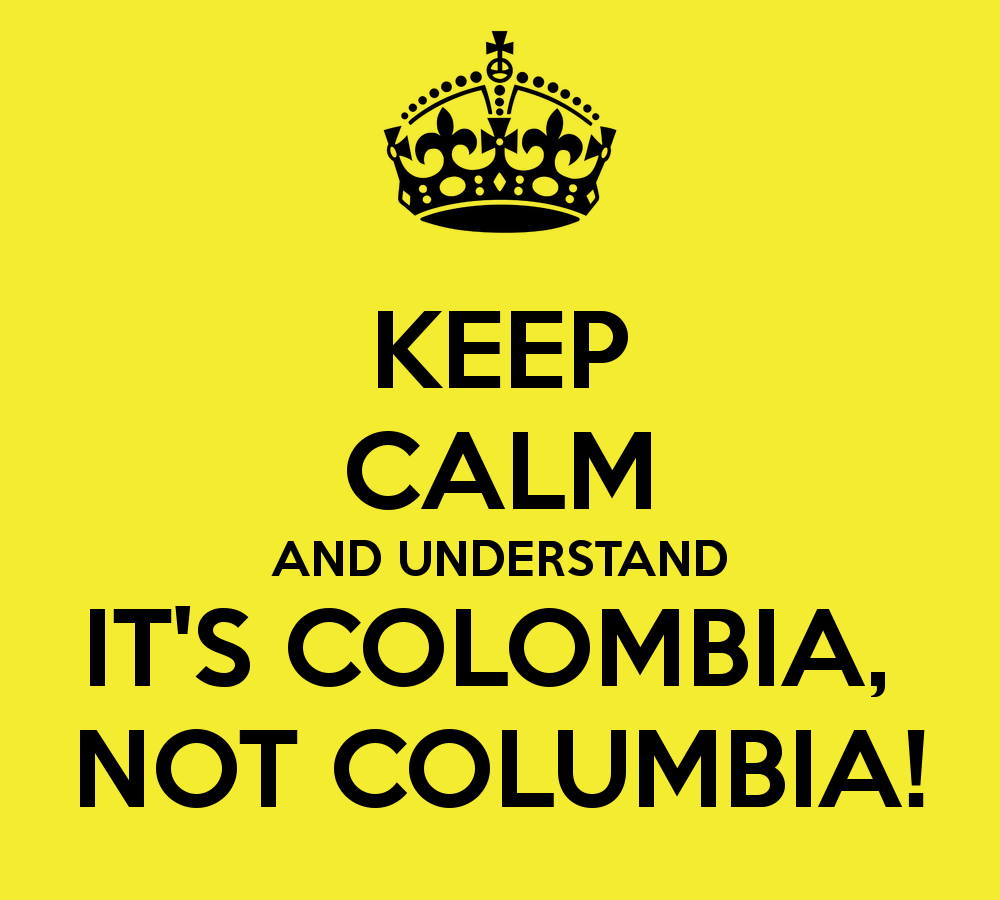 KEEP
CALM
AND UNDERSTAND
IT'S COLOMBIA,
NOT COLUMBIA!